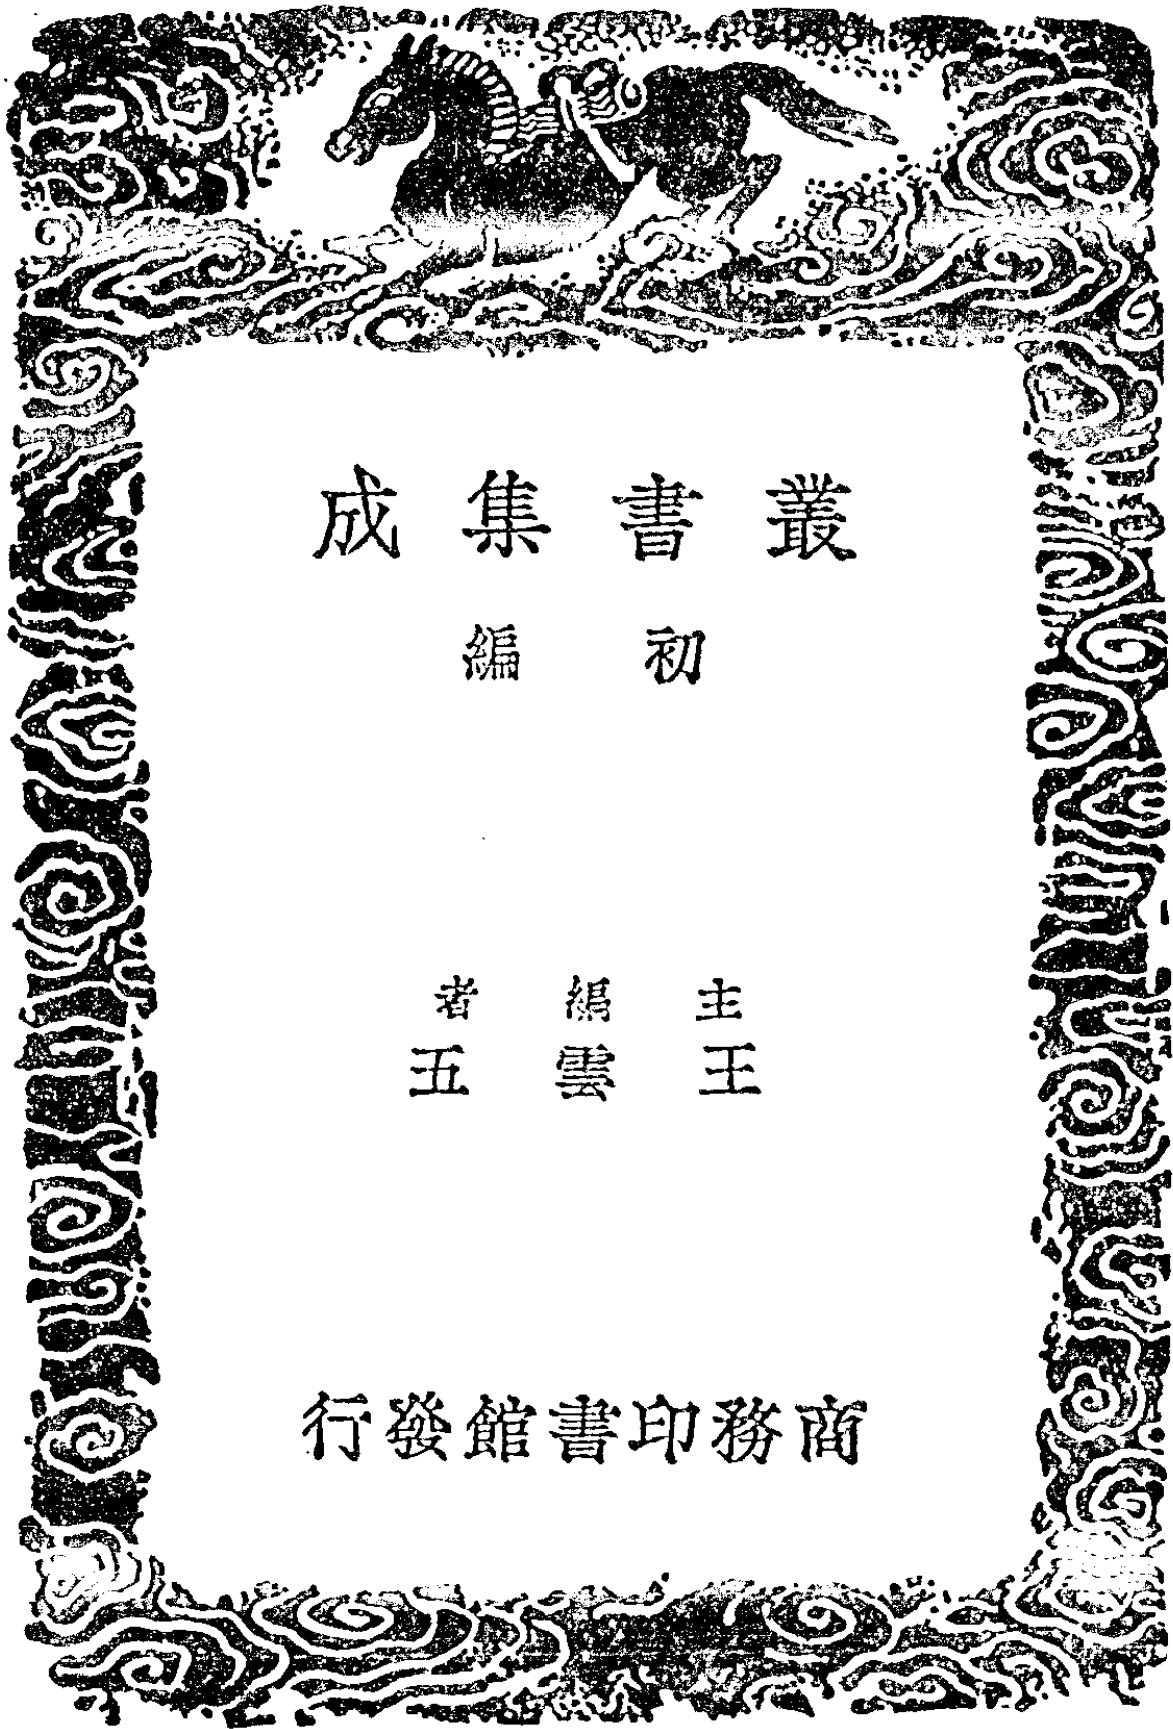 叢書集成
初編
主編者
王雲五
商務印書館發行